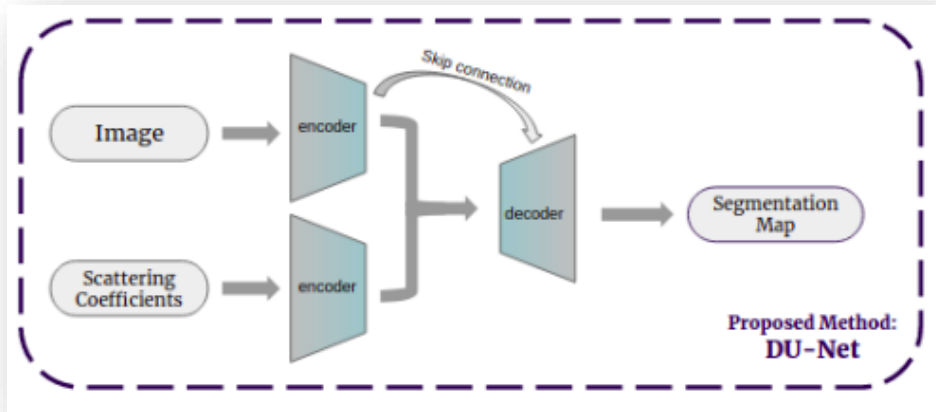 Skip connection
Image
encoder
Scattering
Coefficients
encoder
decoder
Segmentation
Map
Proposed Method:
DU-Net